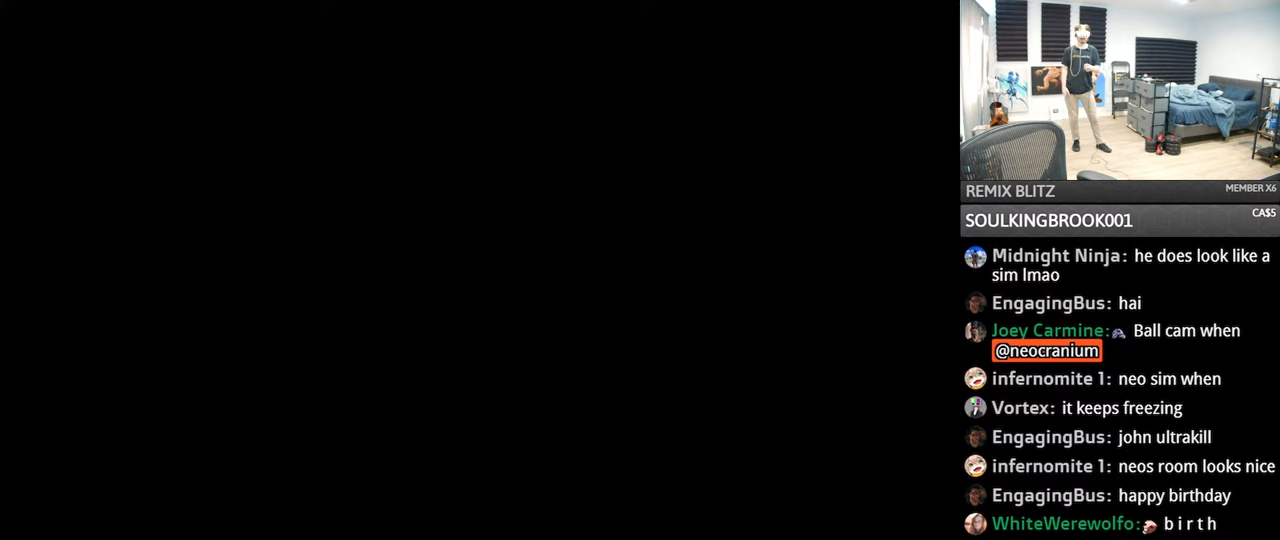 REMIX BLITZ
MEMBER X6
SOULKINGBROOK001
CA$5
Midnight Ninja: he does look like a
sim lmao
EngagingBus: hai
Joey Carmine: Ball cam when
@neocranium
infernomite 1: neo sim when
Vortex: it keeps freezing
EngagingBus: john ultrakill
infernomite 1: neos room looks nice
EngagingBus: happy birthday
WhiteWerewolfo: b i r t h